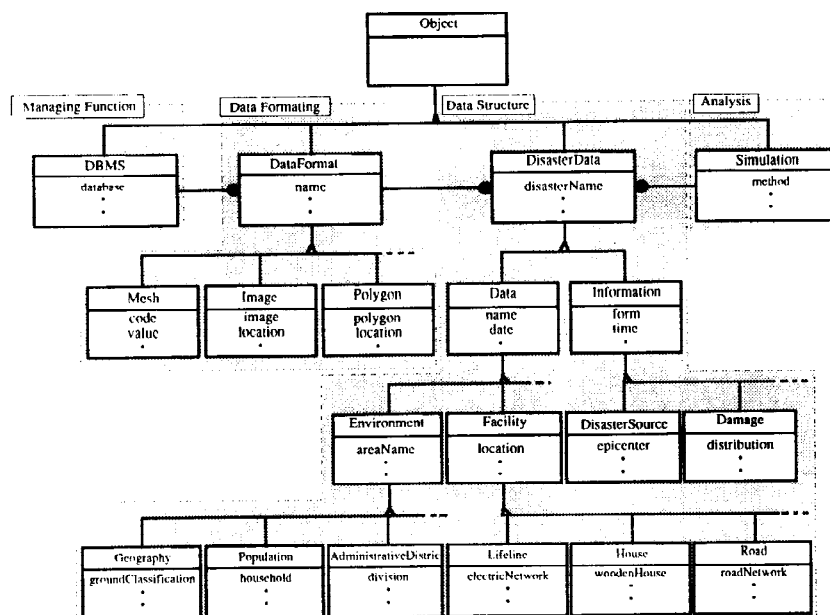 Object
Managing Function
Data Formating
Data Structure
Analysis
DBMS
database
DataFormat
name
DisasterData
disasterName
Simulation
method
Mesh
code
value
Image
image
location
Polygon
polygon
location
Data
name
date
Information
form
time
Environment
areaName
Facility
location
DisasterSource
epicenter
Damage
distribution
Geography
groundClassification
Population
household
AdministrativeDistric
division
Lifeline
electricNetwork
House
woodenHouse
Road
roadNetwork